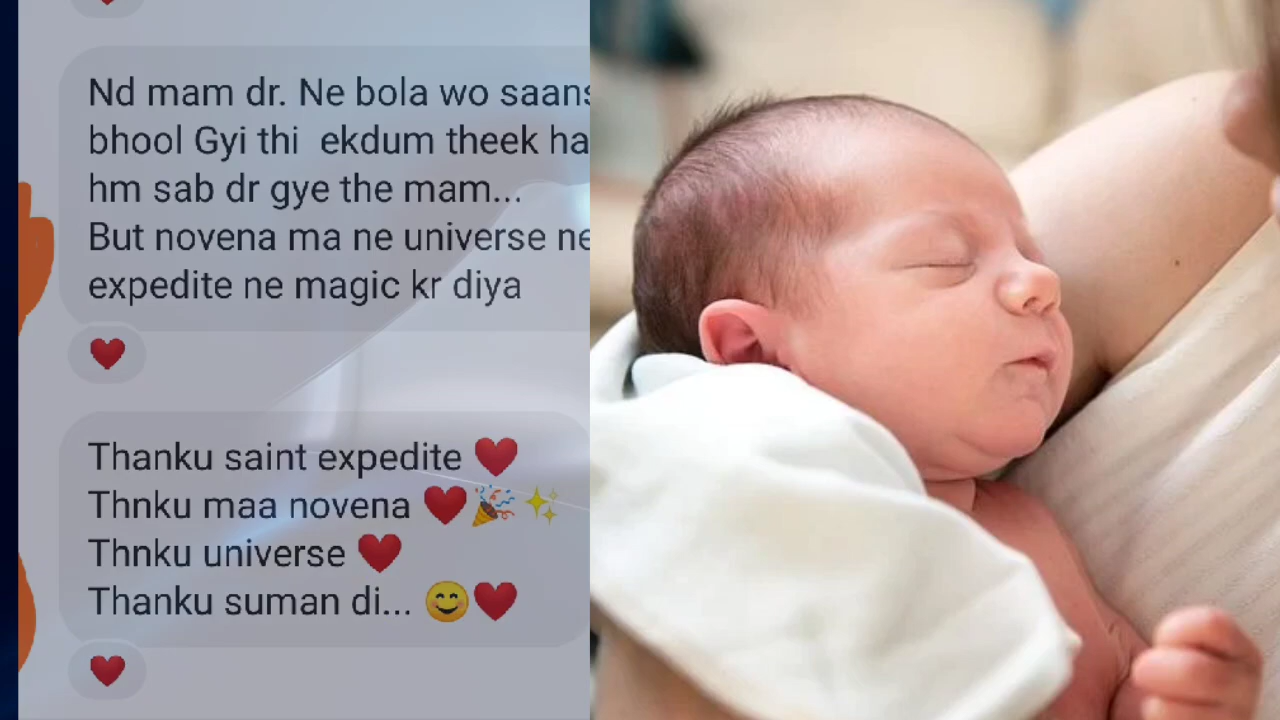 Nd mam dr. Ne bola wo saans
bhool Gyi thi ekdum theek ha
hm sab dr gye the mam...
But novena ma ne universe ne
expedite ne magic kr diya
❤️
Thanku saint expedite ❤️
Thnku maa novena ❤️🎉✨
Thnku universe ❤️
Thanku suman di... 😊❤️
❤️